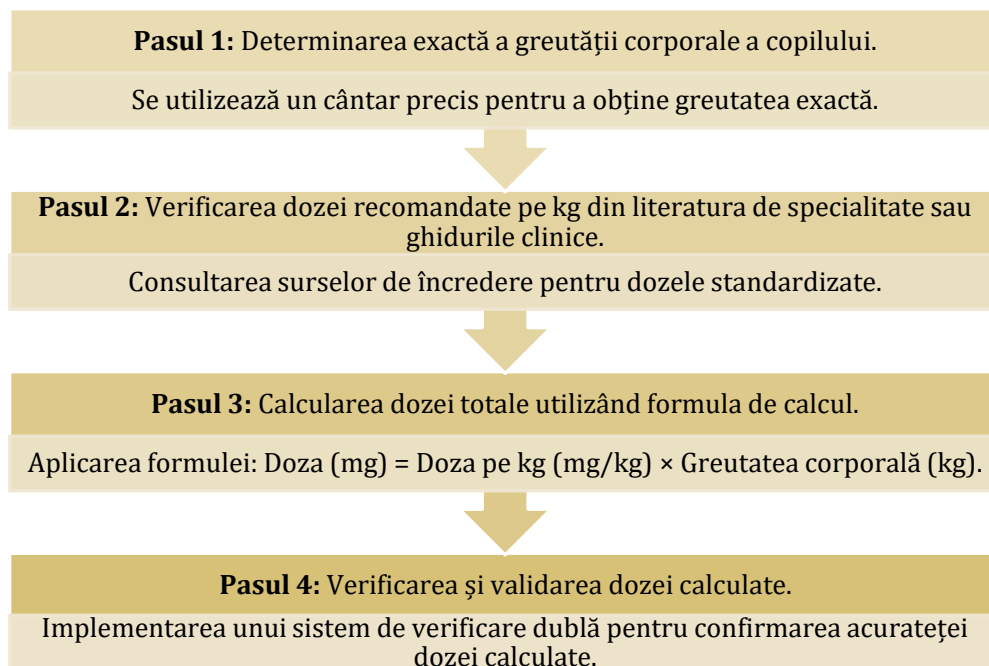 Pasul 1: Determinarea exactă a greutății corporale a copilului.
Se utilizează un cântar precis pentru a obține greutatea exactă.
Pasul 2: Verificarea dozei recomandate pe kg din literatura de specialitate sau
ghidurile clinice.
Consultarea surselor de încredere pentru dozele standardizate.
Pasul 3: Calcularea dozei totale utilizând formula de calcul.
Aplicarea formulei: Doza (mg) = Doza pe kg (mg/kg) × Greutatea corporală (kg).
Pasul 4: Verificarea și validarea dozei calculate.
Implementarea unui sistem de verificare dublă pentru confirmarea acurateței
dozei calculate.